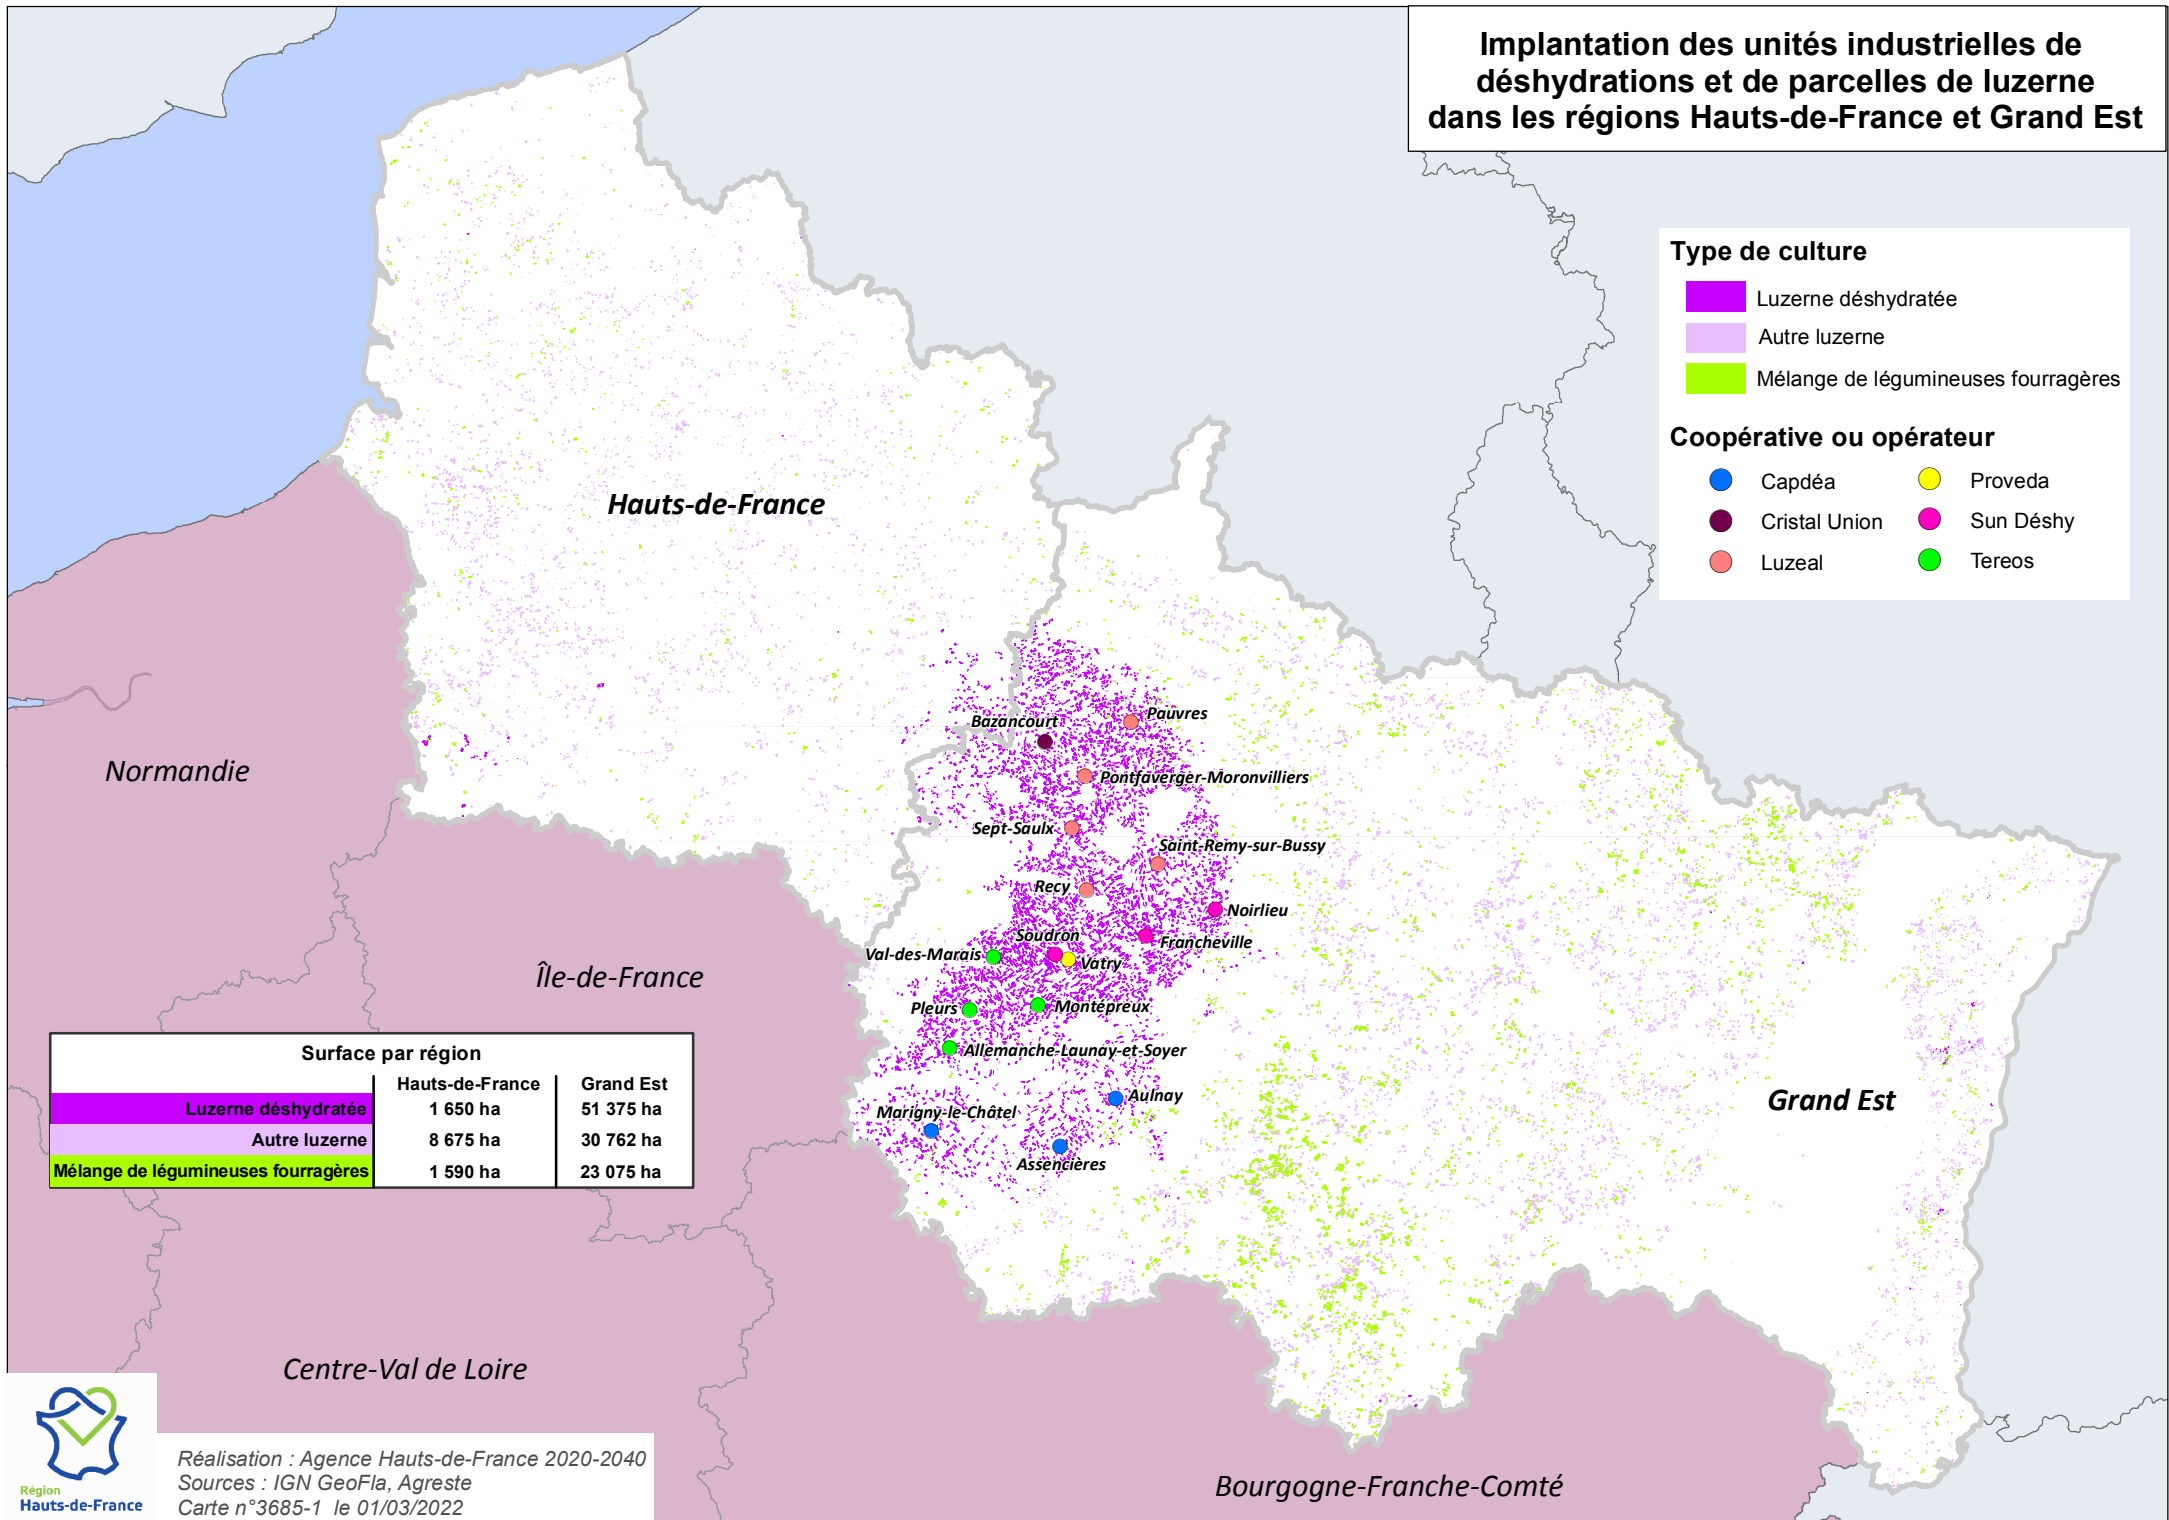 Implantation des unités industrielles de
déshydrations et de parcelles de luzerne
dans les régions Hauts-de-France et Grand Est
Type de culture
Luzerne déshydratée
Autre luzerne
Mélange de légumineuses fourragères
Coopérative ou opérateur
Capdéa
Proveda
Cristal Union
Sun Déshy
Luzeal
Tereos
Hauts-de-France
Normandie
Bazancourt
Pauvres
Pontfaverger-Moronvilliers
Sept-Saulx
Saint-Remy-sur-Bussy
Recy
Noirlieu
Soudron
Francheville
Val-des-Marais
Vatry
Île-de-France
Pleurs
Montépreux
Allemanche-Launay-et-Soyer
Aulnay
Grand Est
Marigny-le-Châtel
Assencières
Surface par région
Hauts-de-France Grand Est
Luzerne déshydratée 1 650 ha 51 375 ha
Autre luzerne 8 675 ha 30 762 ha
Mélange de légumineuses fourragères 1 590 ha 23 075 ha
Centre-Val de Loire
Bourgogne-Franche-Comté
Région
Hauts-de-France
Réalisation : Agence Hauts-de-France 2020-2040
Sources : IGN GeoFla, Agreste
Carte n°3685-1 le 01/03/2022